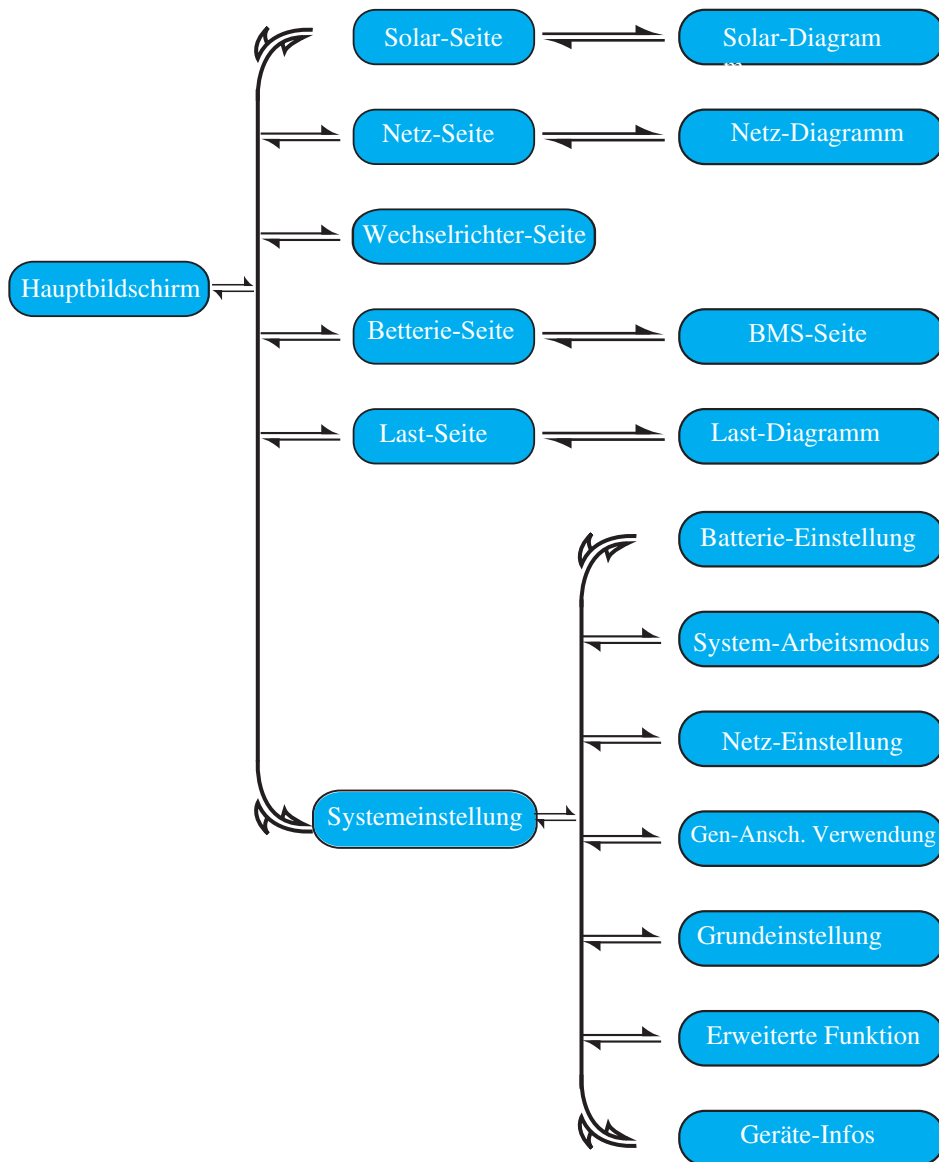 Solar-Seite
Solar-Diagram
m
Netz-Seite
Netz-Diagramm
Wechselrichter-Seite
Hauptbildschirm
Betterie-Seite
BMS-Seite
Last-Seite
Last-Diagramm
Batterie-Einstellung
System-Arbeitsmodus
Netz-Einstellung
Systemeinstellung
Gen-Ansch. Verwendung
Grundeinstellung
Erweiterte Funktion
Geräte-Infos